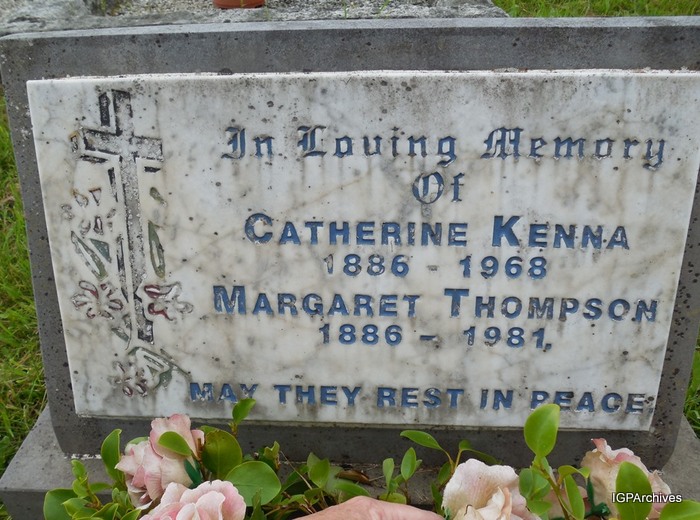 In Loving Memory
Of
CATHERINE KENNA
1886 - 1968
MARGARET THOMPSON
1886 - 1981.
MAY THEY REST IN PEACE
IGPArchives